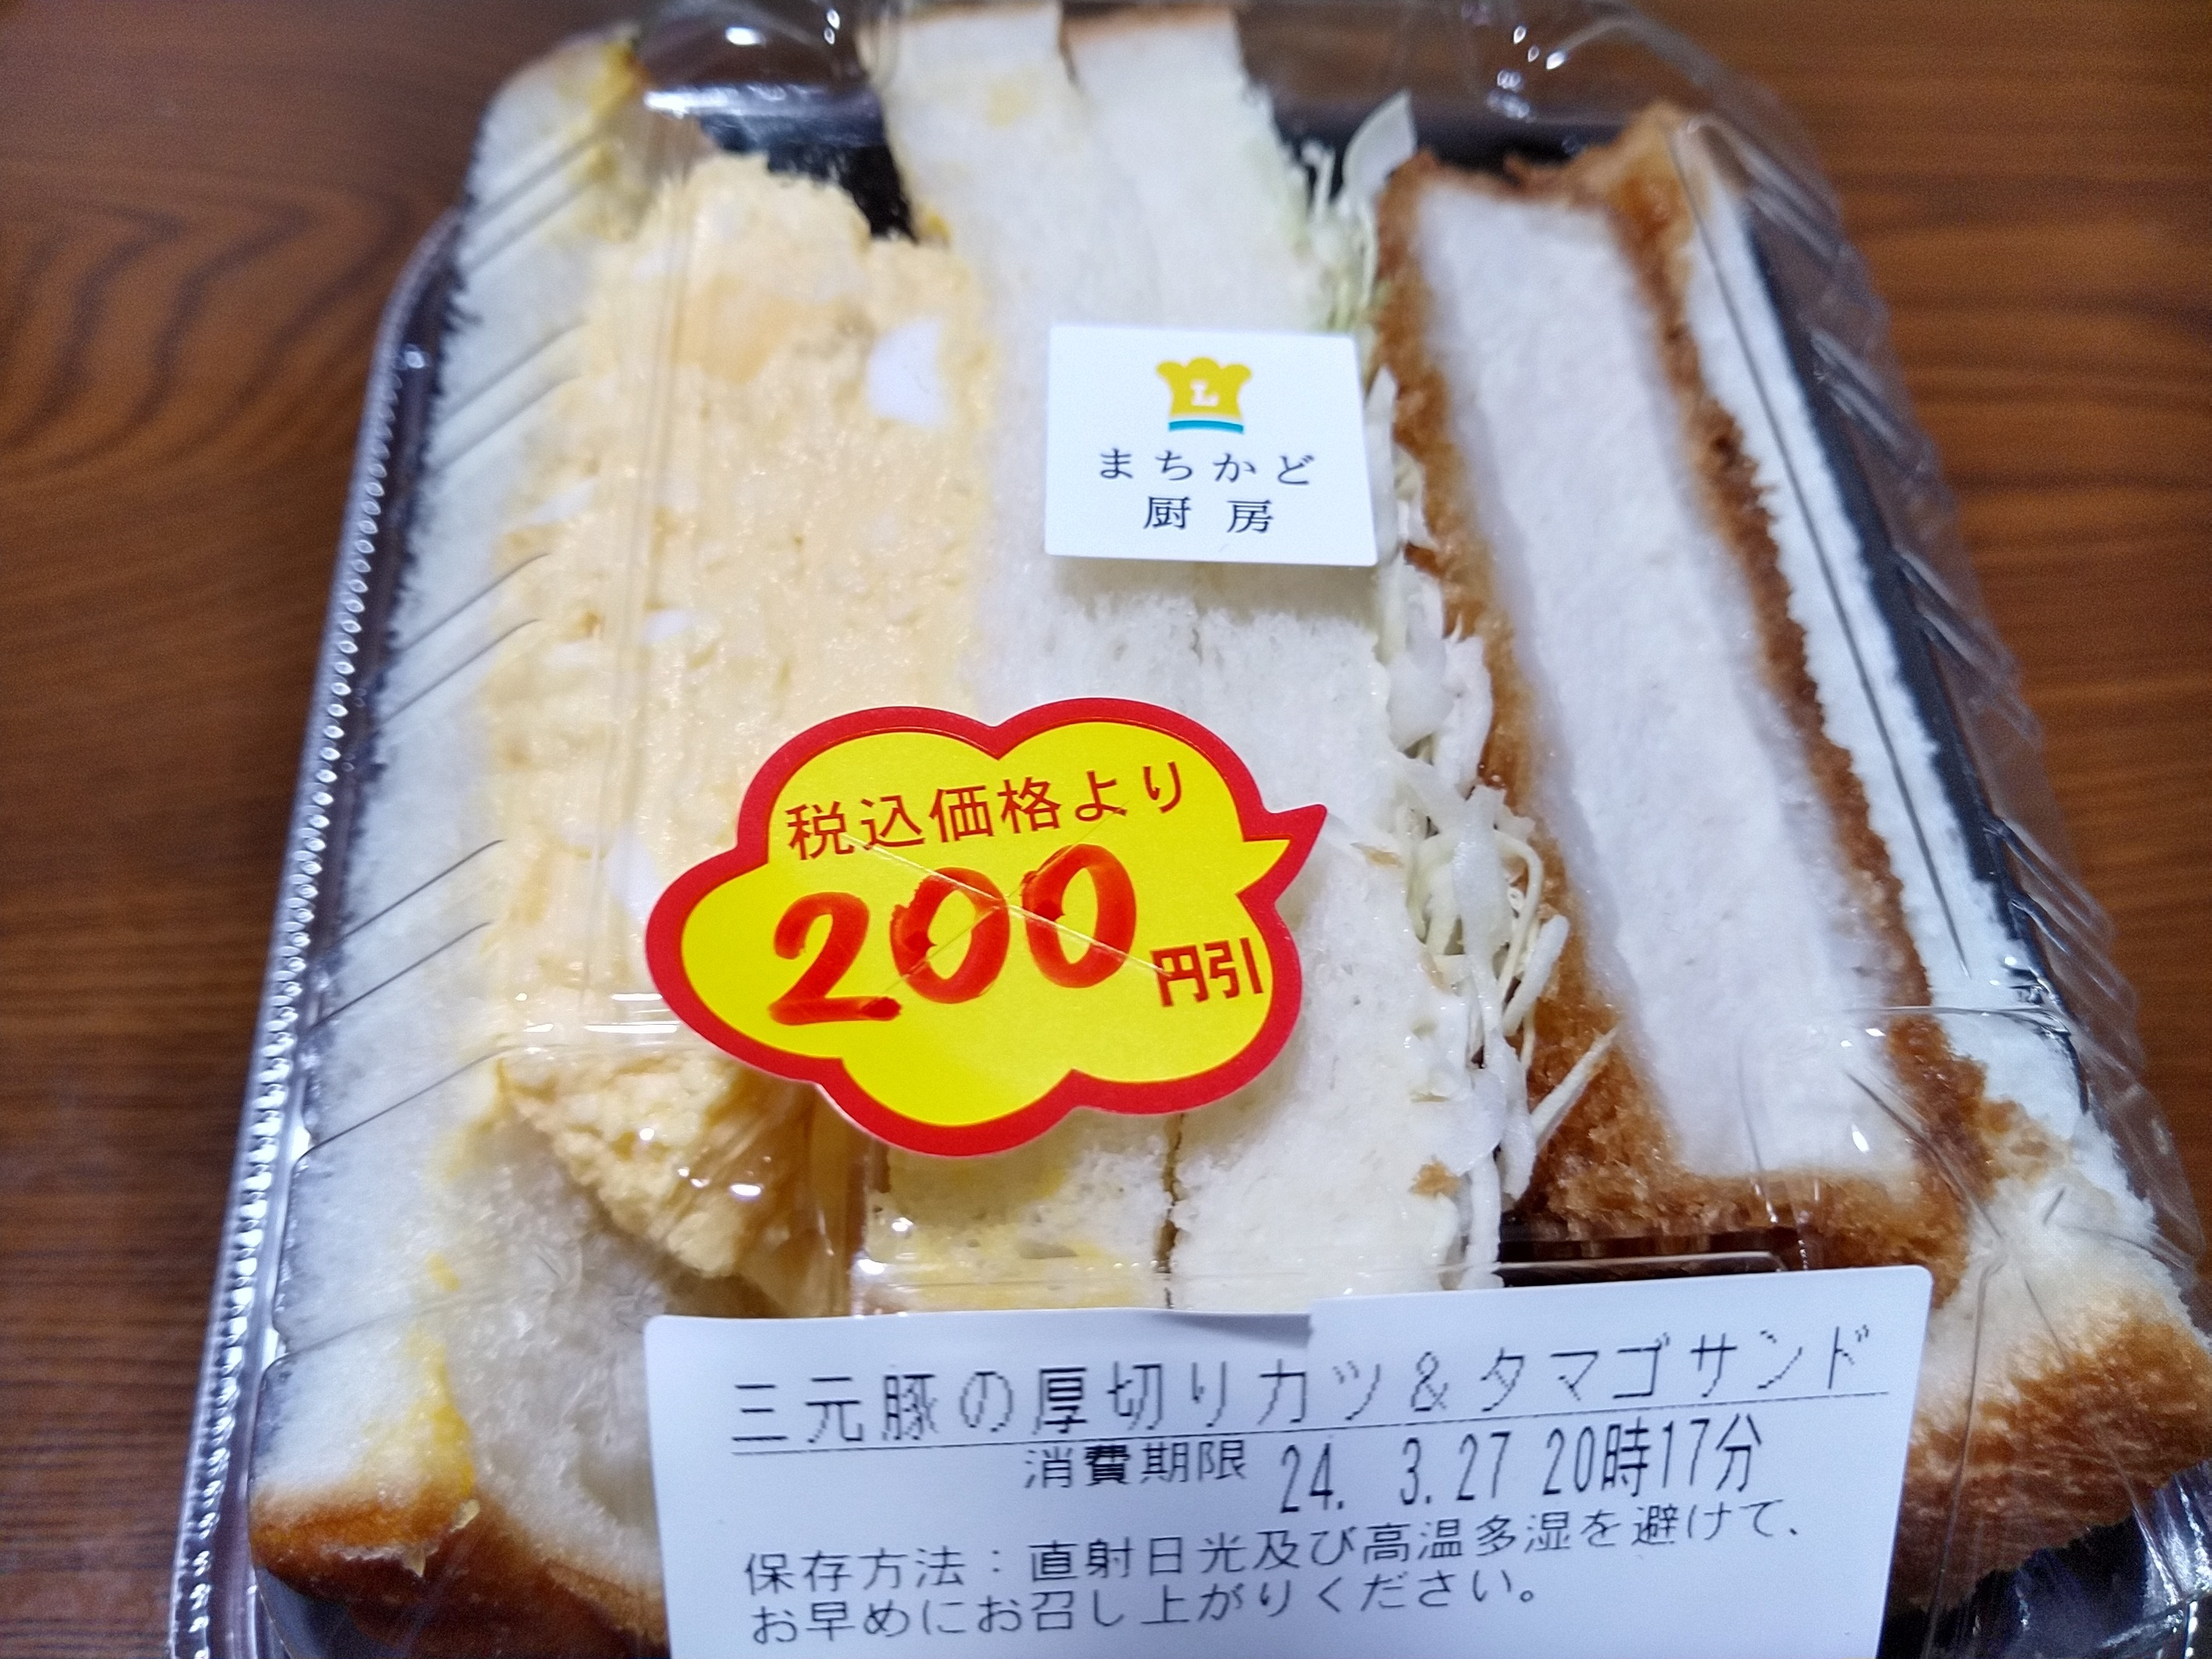 L
まちかど
厨房
税込価格より
200円引
三元豚の厚切りカツ&タマゴサンド
消費期限 24. 3.27 20時17分
保存方法：直射日光及び高温多湿を避けて、
お早めにお召し上がりください。